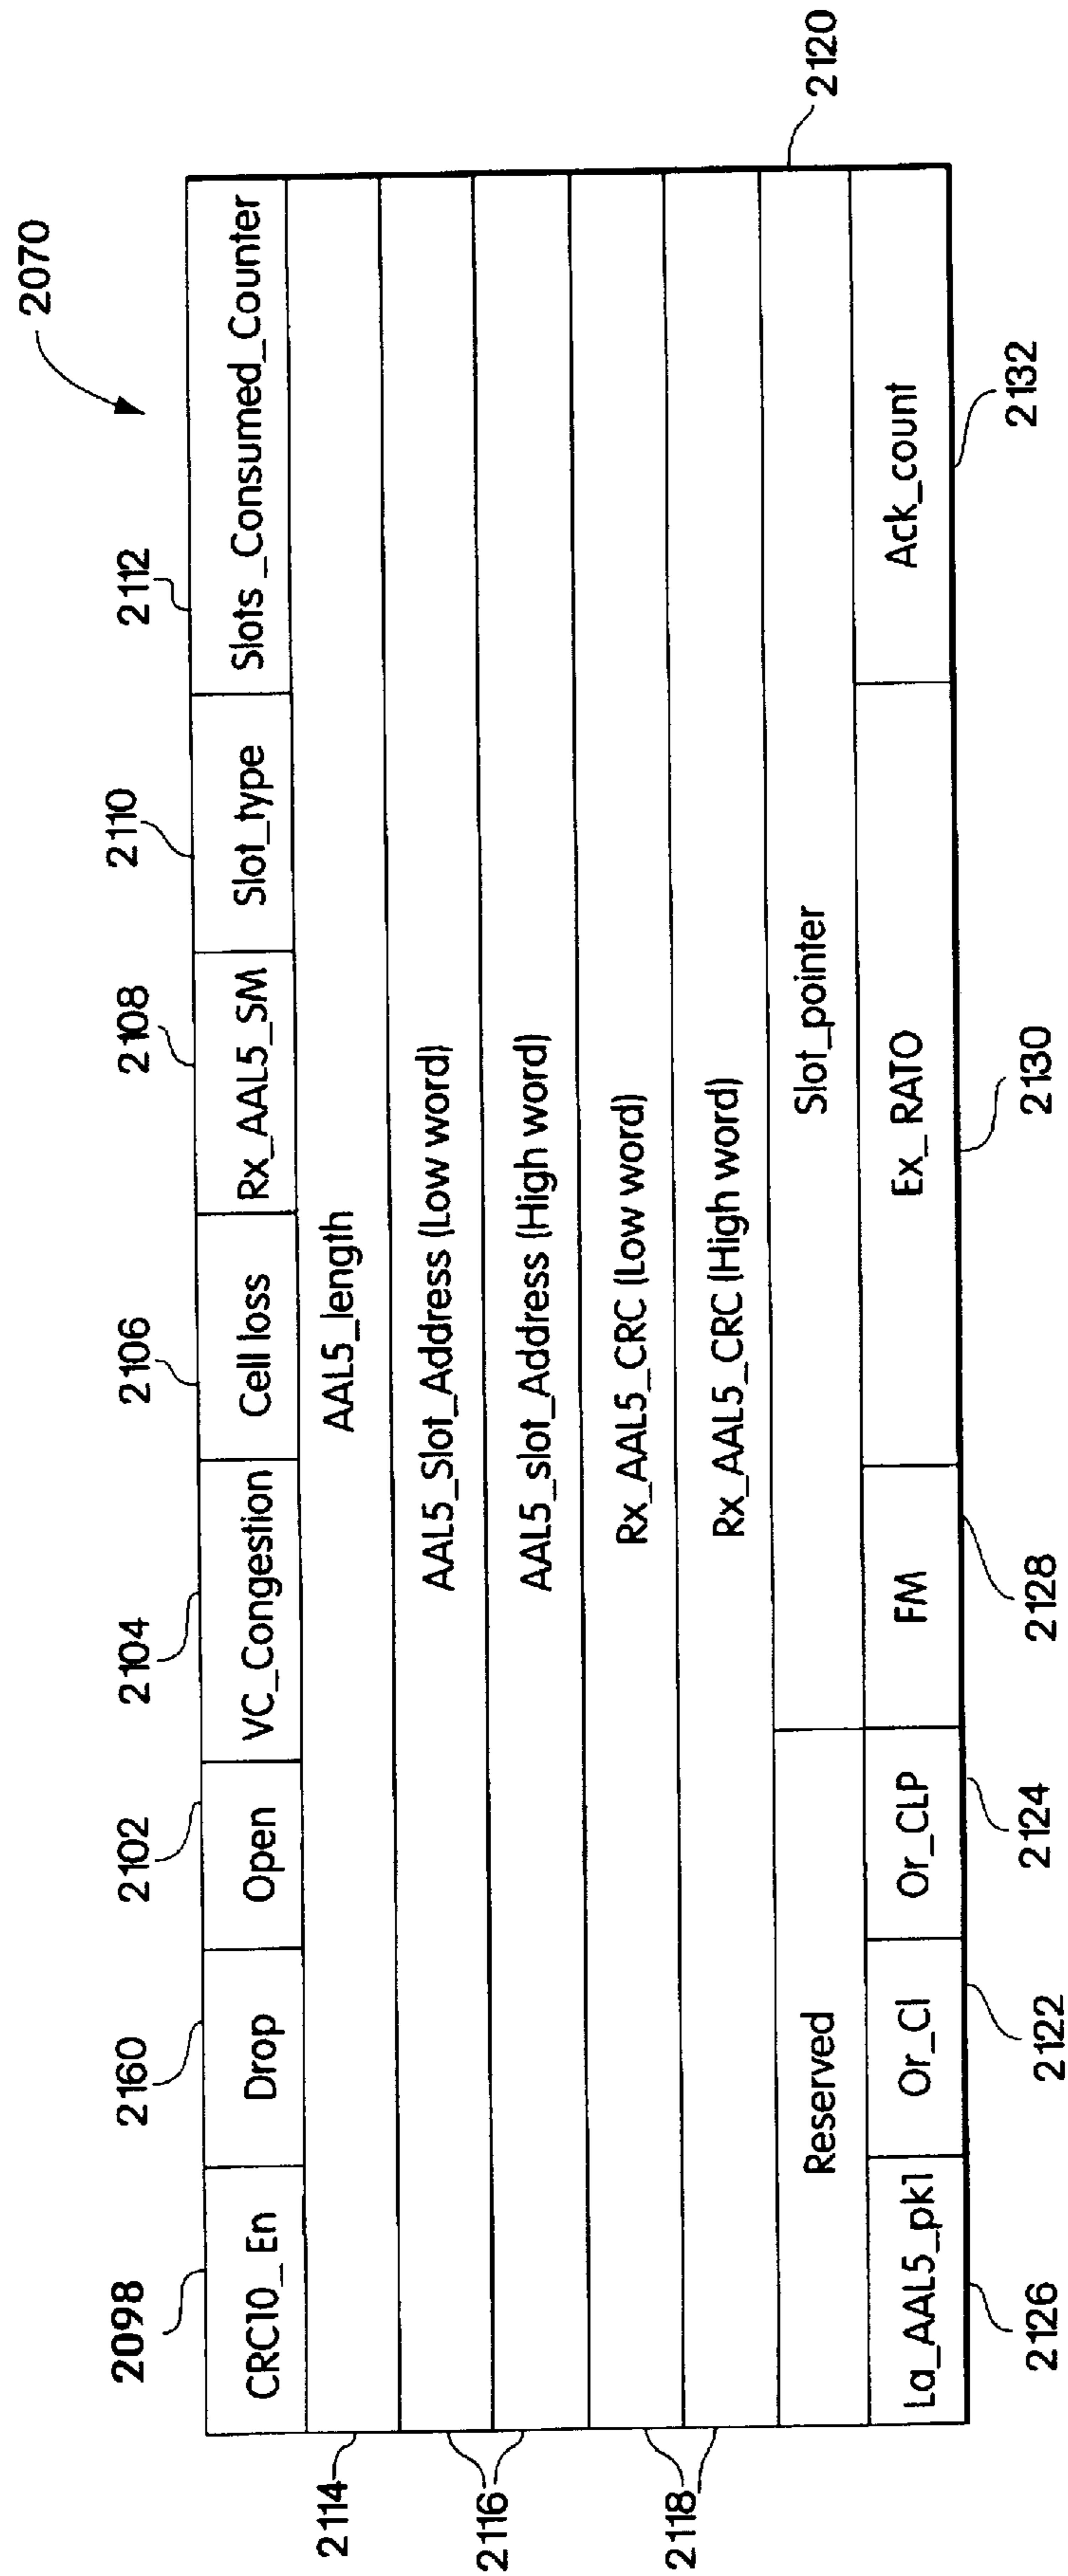 2070
2098 2160 2102 2104 2106 2108 2110 2112
CRC10_En Drop Open VC_Congestion Cell loss Rx_AAL5_SM Slot_type Slots_Consumed_Counter
2114 AAL5_length
2116 AAL5_Slot_Address (Low word)
AAL5_slot_Address (High word)
2118 Rx_AAL5_CRC (Low word)
Rx_AAL5_CRC (High word)
Reserved Slot_pointer 2120
La_AAL5_pk1 Or_CI Or_CLP FM Ex_RATO Ack_count
2126 2122 2124 2128 2130 2132